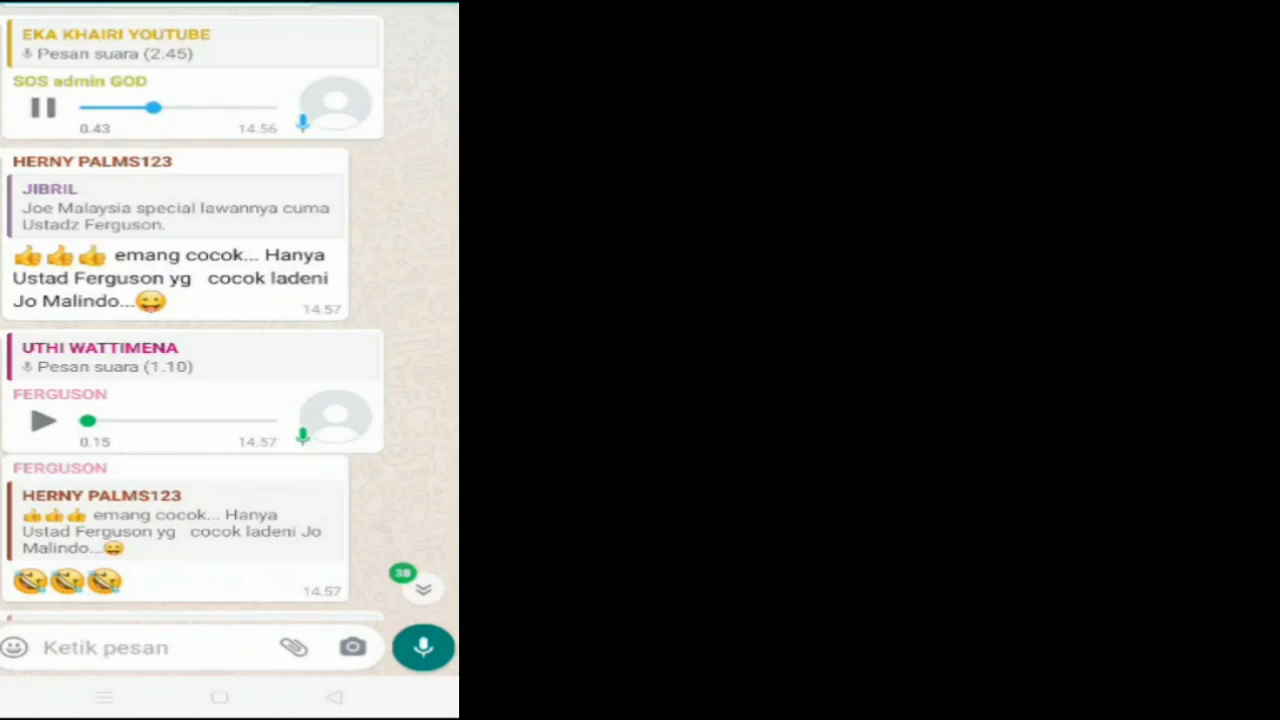 EKA KHAIRI YOUTUBE
Pesan suara (2.45)
SOS admin GOD
0.43 14.56
HERNY PALMS123
JIBRIL
Joe Malaysia special lawannya cuma
Ustadz Ferguson.
👍👍👍 emang cocok... Hanya
Ustad Ferguson yg cocok ladeni
Jo Malindo...😜
14.57
UTHI WATTIMENA
Pesan suara (1.10)
FERGUSON
0.15 14.57
FERGUSON
HERNY PALMS123
👍👍👍 emang cocok... Hanya
Ustad Ferguson yg cocok ladeni Jo
Malindo...😜
🤣🤣🤣 14.57
38
Ketik pesan